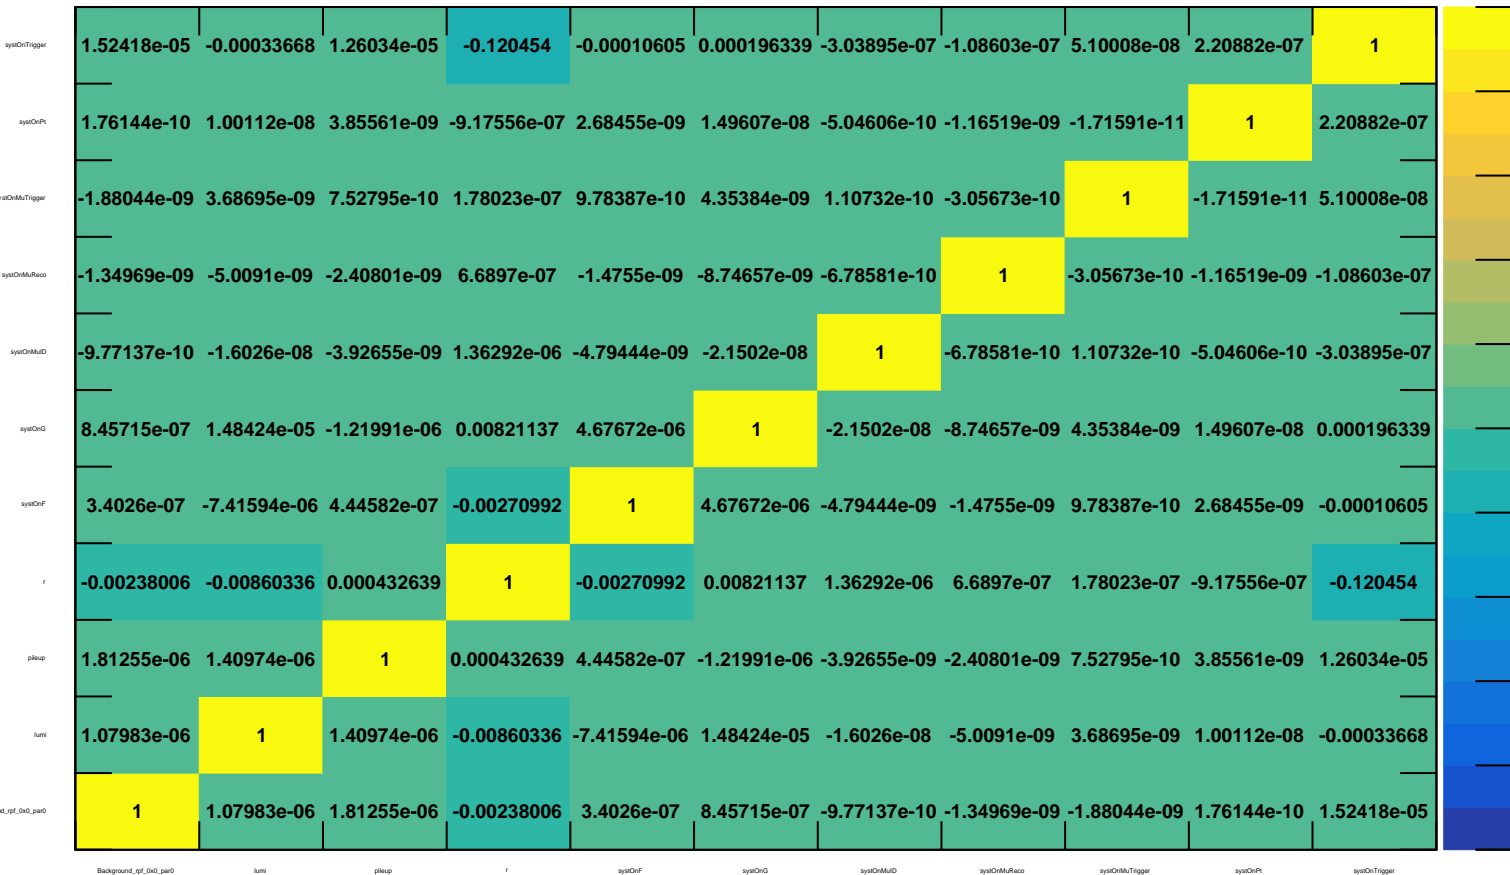 systOnTrigger 1.52418e-05 -0.00033668 1.26034e-05 -0.120454 -0.00010605 0.000196339 -3.03895e-07 -1.08603e-07 5.10008e-08 2.20882e-07 1
systOnPt 1.76144e-10 1.00112e-08 3.85561e-09 -9.17556e-07 2.68455e-09 1.49607e-08 -5.04606e-10 -1.16519e-09 -1.71591e-11 1 2.20882e-07
stOnMuTrigger -1.88044e-09 3.68695e-09 7.52795e-10 1.78023e-07 9.78387e-10 4.35384e-09 1.10732e-10 -3.05673e-10 1 -1.71591e-11 5.10008e-08
systOnMuReco -1.34969e-09 -5.0091e-09 -2.40801e-09 6.6897e-07 -1.4755e-09 -8.74657e-09 -6.78581e-10 1 -3.05673e-10 -1.16519e-09 -1.08603e-07
systOnMuID -9.77137e-10 -1.6026e-08 -3.92655e-09 1.36292e-06 -4.79444e-09 -2.1502e-08 1 -6.78581e-10 1.10732e-10 -5.04606e-10 -3.03895e-07
systOnG 8.45715e-07 1.48424e-05 -1.21991e-06 0.00821137 4.67672e-06 1 -2.1502e-08 -8.74657e-09 4.35384e-09 1.49607e-08 0.000196339
systOnF 3.4026e-07 -7.41594e-06 4.44582e-07 -0.00270992 1 4.67672e-06 -4.79444e-09 -1.4755e-09 9.78387e-10 2.68455e-09 -0.00010605
r -0.00238006 -0.00860336 0.000432639 1 -0.00270992 0.00821137 1.36292e-06 6.6897e-07 1.78023e-07 -9.17556e-07 -0.120454
pileup 1.81255e-06 1.40974e-06 1 0.000432639 4.44582e-07 -1.21991e-06 -3.92655e-09 -2.40801e-09 7.52795e-10 3.85561e-09 1.26034e-05
lumi 1.07983e-06 1 1.40974e-06 -0.00860336 -7.41594e-06 1.48424e-05 -1.6026e-08 -5.0091e-09 3.68695e-09 1.00112e-08 -0.00033668
d_rpf_0x0_par0 1 1.07983e-06 1.81255e-06 -0.00238006 3.4026e-07 8.45715e-07 -9.77137e-10 -1.34969e-09 -1.88044e-09 1.76144e-10 1.52418e-05
Background_rpf_0x0_par0 lumi pileup r systOnF systOnG systOnMuID systOnMuReco systOnMuTrigger systOnPt systOnTrigger